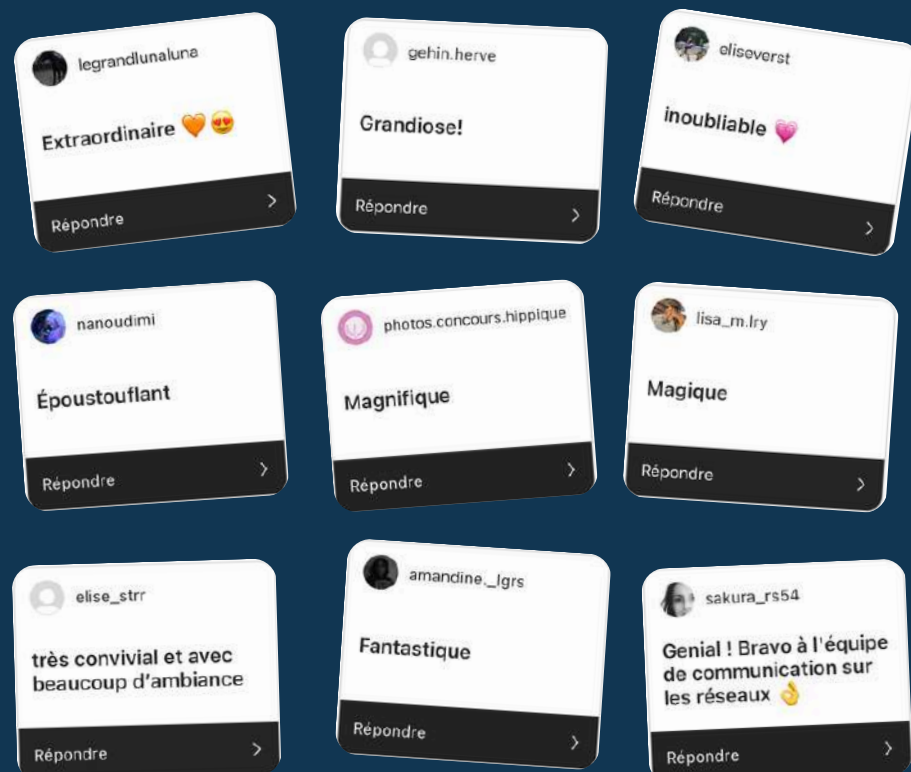 legrandlunaluna
Extraordinaire 🧡😍
Répondre
gehin.herve
Grandiose!
Répondre
eliseverst
inoubliable 💗
Répondre
nanoudimi
Époustouflant
Répondre
photos.concours.hippique
Magnifique
Répondre
lisa_m.lry
Magique
Répondre
elise_strr
très convivial et avec
beaucoup d'ambiance
Répondre
amandine._lgrs
Fantastique
Répondre
sakura_rs54
Genial ! Bravo à l'équipe
de communication sur
les réseaux 👌
Répondre